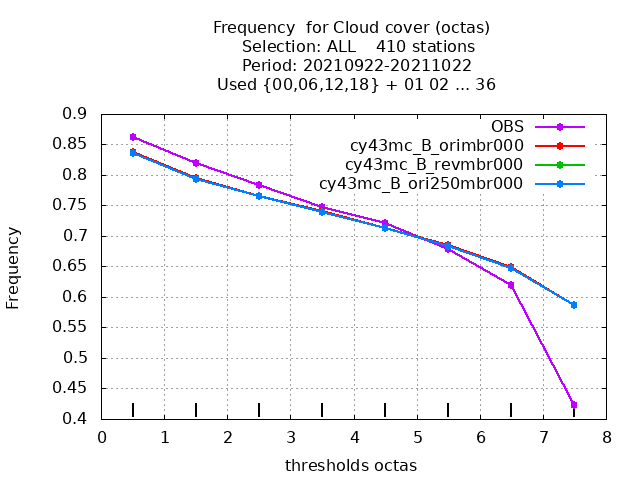 Frequency  for Cloud cover (octas)
Selection: ALL    410 stations
Period: 20210922-20211022
Used {00,06,12,18} + 01 02 ... 36
OBS
cy43mc_B_orimbr000
cy43mc_B_revmbr000
cy43mc_B_ori250mbr000
Frequency
0.9
0.85
0.8
0.75
0.7
0.65
0.6
0.55
0.5
0.45
0.4
0 1 2 3 4 5 6 7 8
thresholds octas